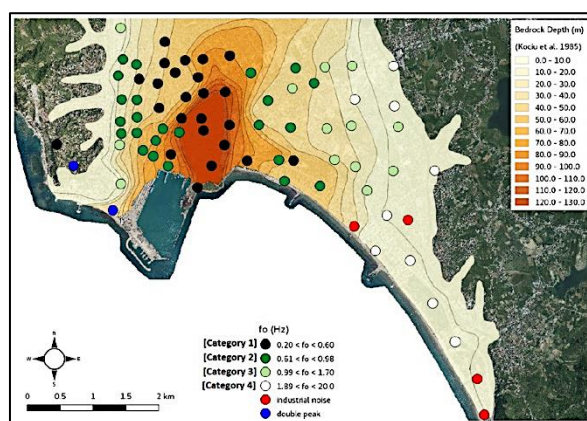 Bedrock Depth (m)
(Kociu et al. 1985)
0.0 - 10.0
10.0 - 20.0
20.0 - 30.0
30.0 - 40.0
40.0 - 50.0
50.0 - 60.0
60.0 - 70.0
70.0 - 80.0
80.0 - 90.0
90.0 - 100.0
100.0 - 110.0
110.0 - 120.0
120.0 - 130.0
fo (Hz)
[Category 1] 0.20 < fo < 0.60
[Category 2] 0.61 < fo < 0.98
[Category 3] 0.99 < fo < 1.70
[Category 4] 1.89 < fo < 20.0
industrial noise
double peak
N
W E
S
0 0.5 1 1.5 2 km